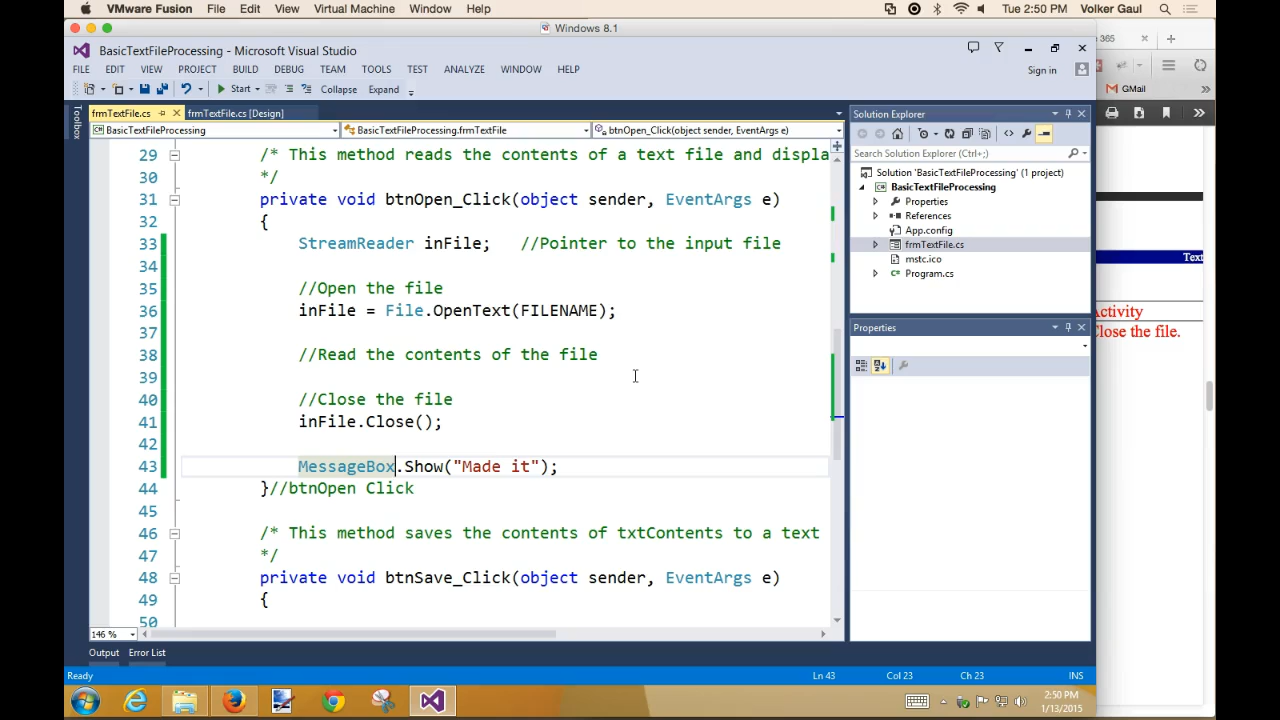 VMware Fusion File Edit View Virtual Machine Window Help Tue 2:50 PM Volker Gaul
Windows 8.1
365
BasicTextFileProcessing - Microsoft Visual Studio
FILE EDIT VIEW PROJECT BUILD DEBUG TEAM TOOLS TEST ANALYZE WINDOW HELP Sign in
Start Collapse Expand
GMail
frmTextFile.cs
frmTextFile.cs [Design]
Toolbox
BasicTextFileProcessing
BasicTextFileProcessing.frmTextFile
btnOpen_Click(object sender, EventArgs e)
29 /* This method reads the contents of a text file and displa
30 */
31 private void btnOpen_Click(object sender, EventArgs e)
32 {
33 StreamReader inFile; //Pointer to the input file
34
35 //Open the file
36 inFile = File.OpenText(FILENAME);
37
38 //Read the contents of the file
39
40 //Close the file
41 inFile.Close();
42
43 MessageBox.Show("Made it");
44 }//btnOpen Click
45
46 /* This method saves the contents of txtContents to a text
47 */
48 private void btnSave_Click(object sender, EventArgs e)
49 {
50
146 %
Solution Explorer
Search Solution Explorer (Ctrl+;)
Solution 'BasicTextFileProcessing' (1 project)
BasicTextFileProcessing
Properties
References
App.config
frmTextFile.cs
mstc.ico
Program.cs
Properties
Text
Activity
Close the file.
Output Error List
Ready Ln 43 Col 23 Ch 23 INS
2:50 PM
1/13/2015